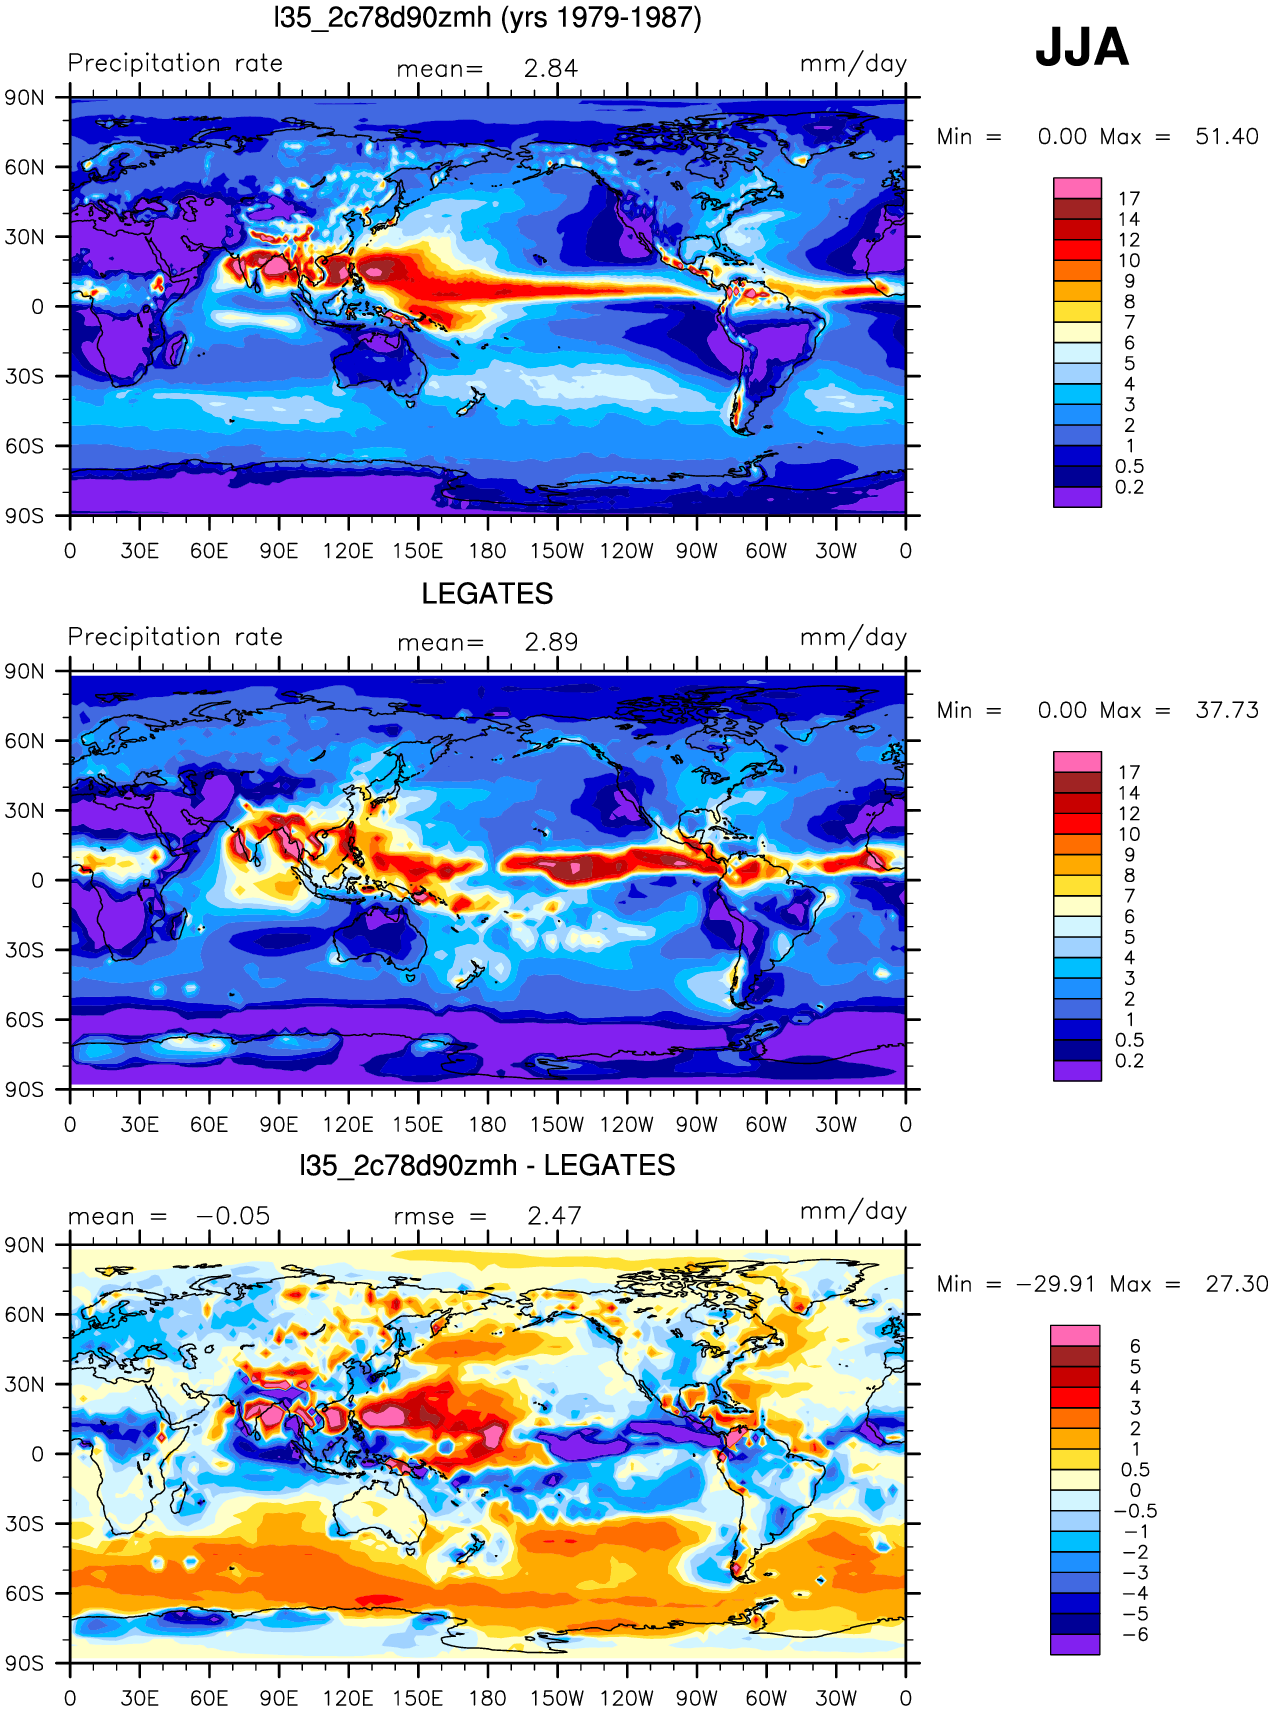 l35_2c78d90zmh (yrs 1979-1987)
JJA
Precipitation rate mean= 2.84 mm/day
Min = 0.00 Max = 51.40
90N
60N
30N
0
30S
60S
90S
0 30E 60E 90E 120E 150E 180 150W 120W 90W 60W 30W 0
17
14
12
10
9
8
7
6
5
4
3
2
1
0.5
0.2
LEGATES
Precipitation rate mean= 2.89 mm/day
Min = 0.00 Max = 37.73
90N
60N
30N
0
30S
60S
90S
0 30E 60E 90E 120E 150E 180 150W 120W 90W 60W 30W 0
17
14
12
10
9
8
7
6
5
4
3
2
1
0.5
0.2
l35_2c78d90zmh - LEGATES
mean = −0.05 rmse = 2.47 mm/day
Min = −29.91 Max = 27.30
90N
60N
30N
0
30S
60S
90S
0 30E 60E 90E 120E 150E 180 150W 120W 90W 60W 30W 0
6
5
4
3
2
1
0.5
0
−0.5
−1
−2
−3
−4
−5
−6